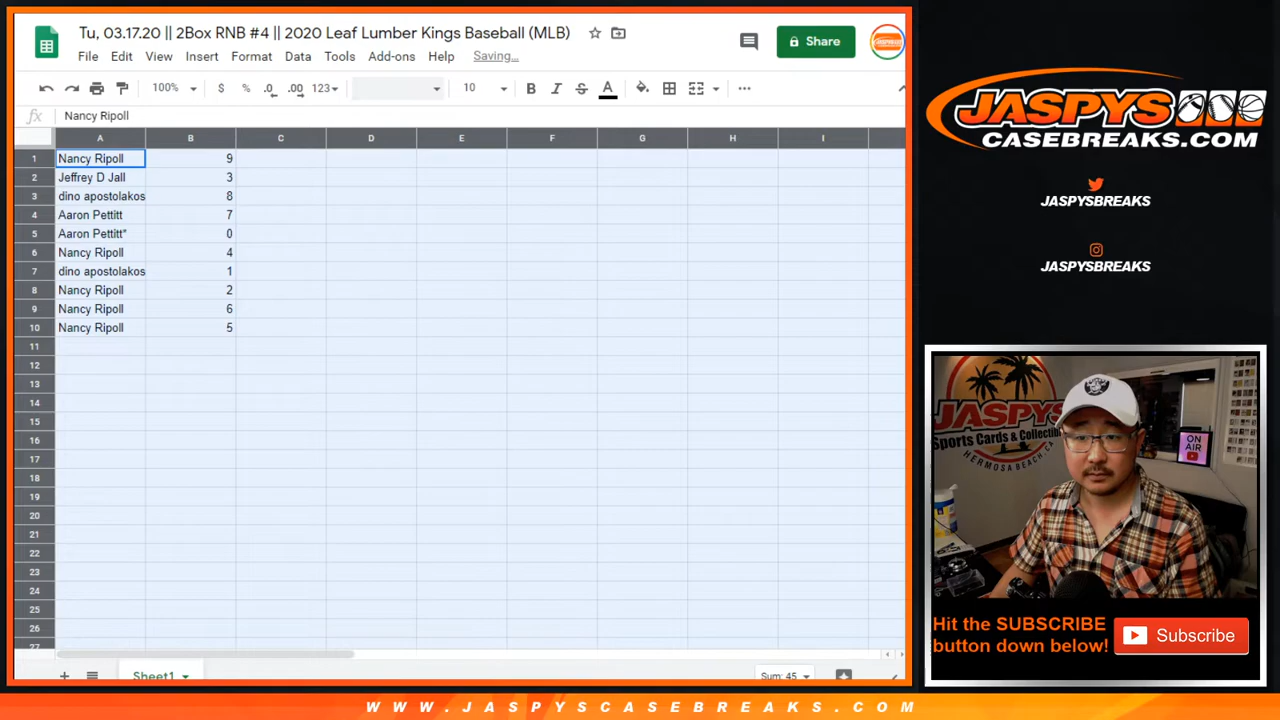 Tu, 03.17.20 || 2Box RNB #4 || 2020 Leaf Lumber Kings Baseball (MLB)
File Edit View Insert Format Data Tools Add-ons Help Saving...
Share
100% $ % .0 .00 123 10 B I S A
fx Nancy Ripoll
A B C D E F G H I
1 Nancy Ripoll 9
2 Jeffrey D Jall 3
3 dino apostolakos 8
4 Aaron Pettitt 7
5 Aaron Pettitt* 0
6 Nancy Ripoll 4
7 dino apostolakos 1
8 Nancy Ripoll 2
9 Nancy Ripoll 6
10 Nancy Ripoll 5
11
12
13
14
15
16
17
18
19
20
21
22
23
24
25
26
27
Sheet1
Sum: 45
JASPYS
CASEBREAKS.COM
JASPYSBREAKS
JASPYSBREAKS
JASPYS
Sports Cards & Collectib
HERMOSA BEACH, CA
ON
AIR
Hit the SUBSCRIBE
button down below!
Subscribe
WWW.JASPYSCASEBREAKS.COM